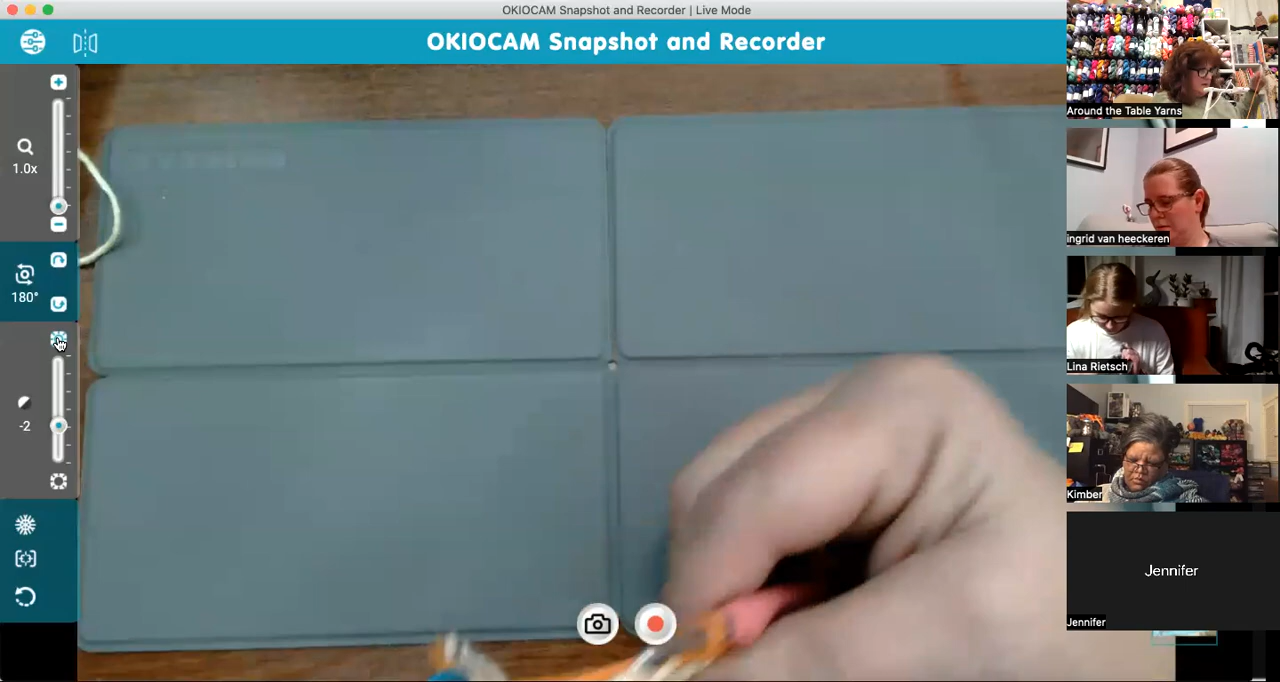 OKIOCAM Snapshot and Recorder | Live Mode
OKIOCAM Snapshot and Recorder
1.0x
180°
-2
Around the Table Yarns
ingrid van heeckeren
Lina Rietsch
Kimber
Jennifer
Jennifer